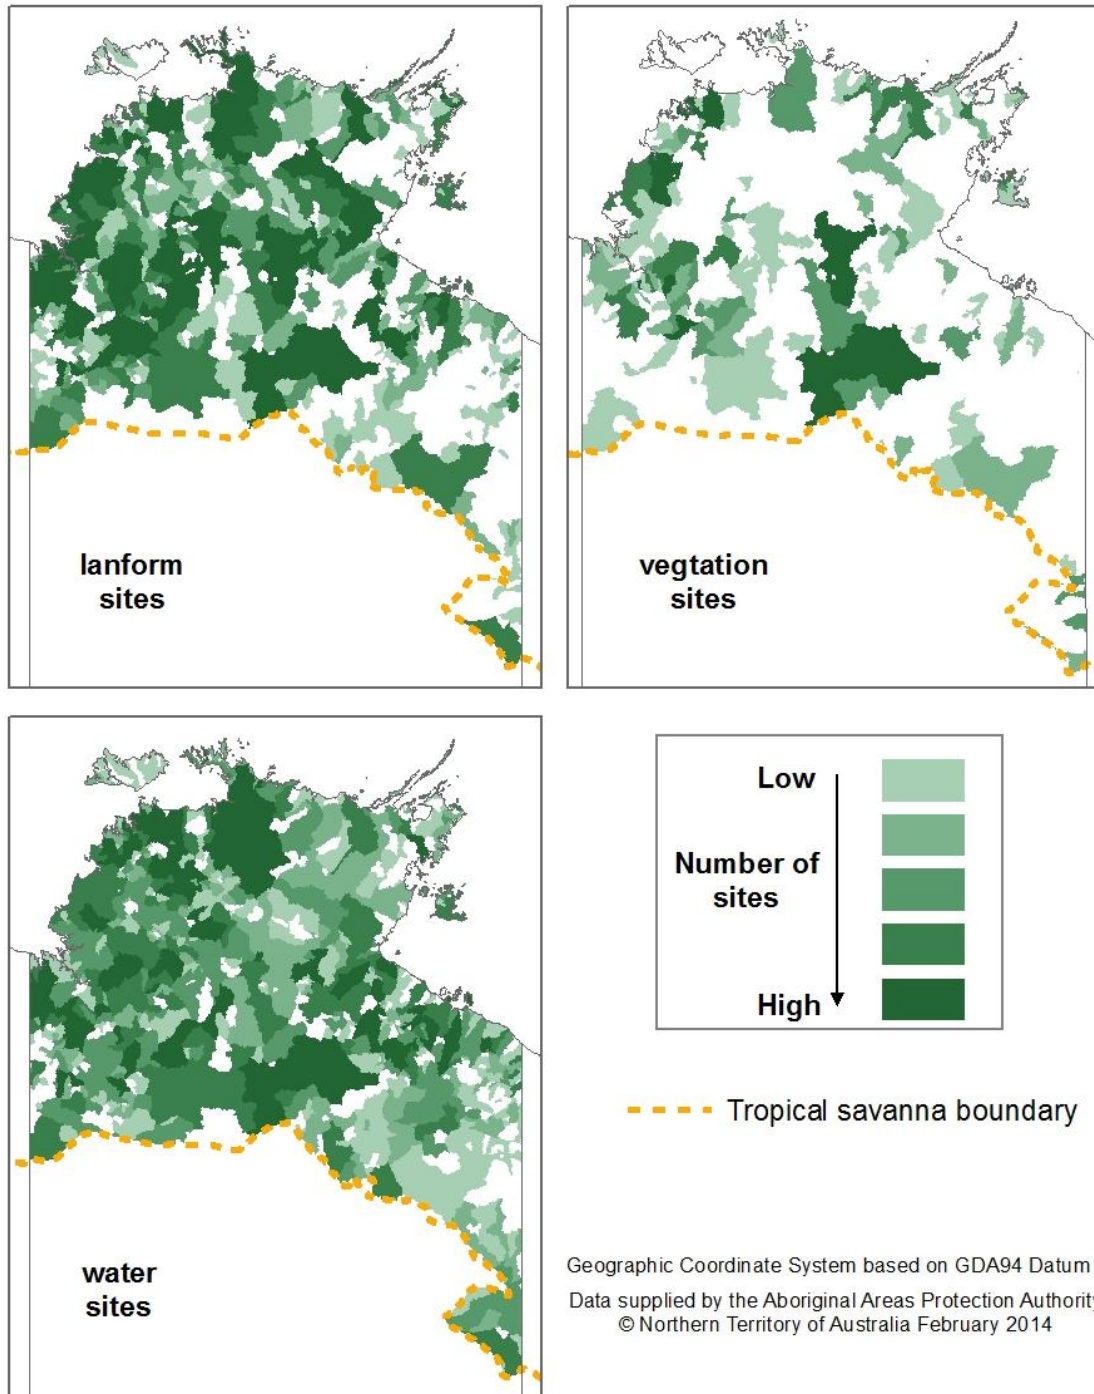 lanform
sites
vegtation
sites
water
sites
Low
Number of
sites
High
Tropical savanna boundary
Geographic Coordinate System based on GDA94 Datum
Data supplied by the Aboriginal Areas Protection Authority
© Northern Territory of Australia February 2014